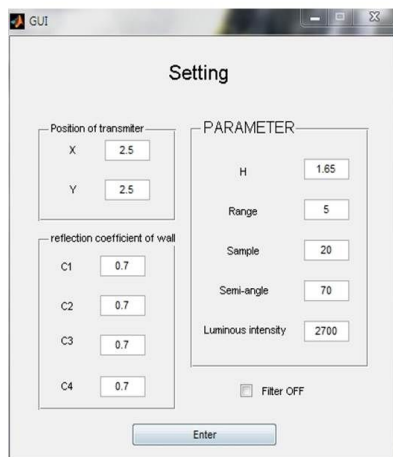 GUI
Setting
Position of transmiter
X 2.5
Y 2.5
reflection coefficient of wall
C1 0.7
C2 0.7
C3 0.7
C4 0.7
PARAMETER
H 1.65
Range 5
Sample 20
Semi-angle 70
Luminous intensity 2700
Filter OFF
Enter